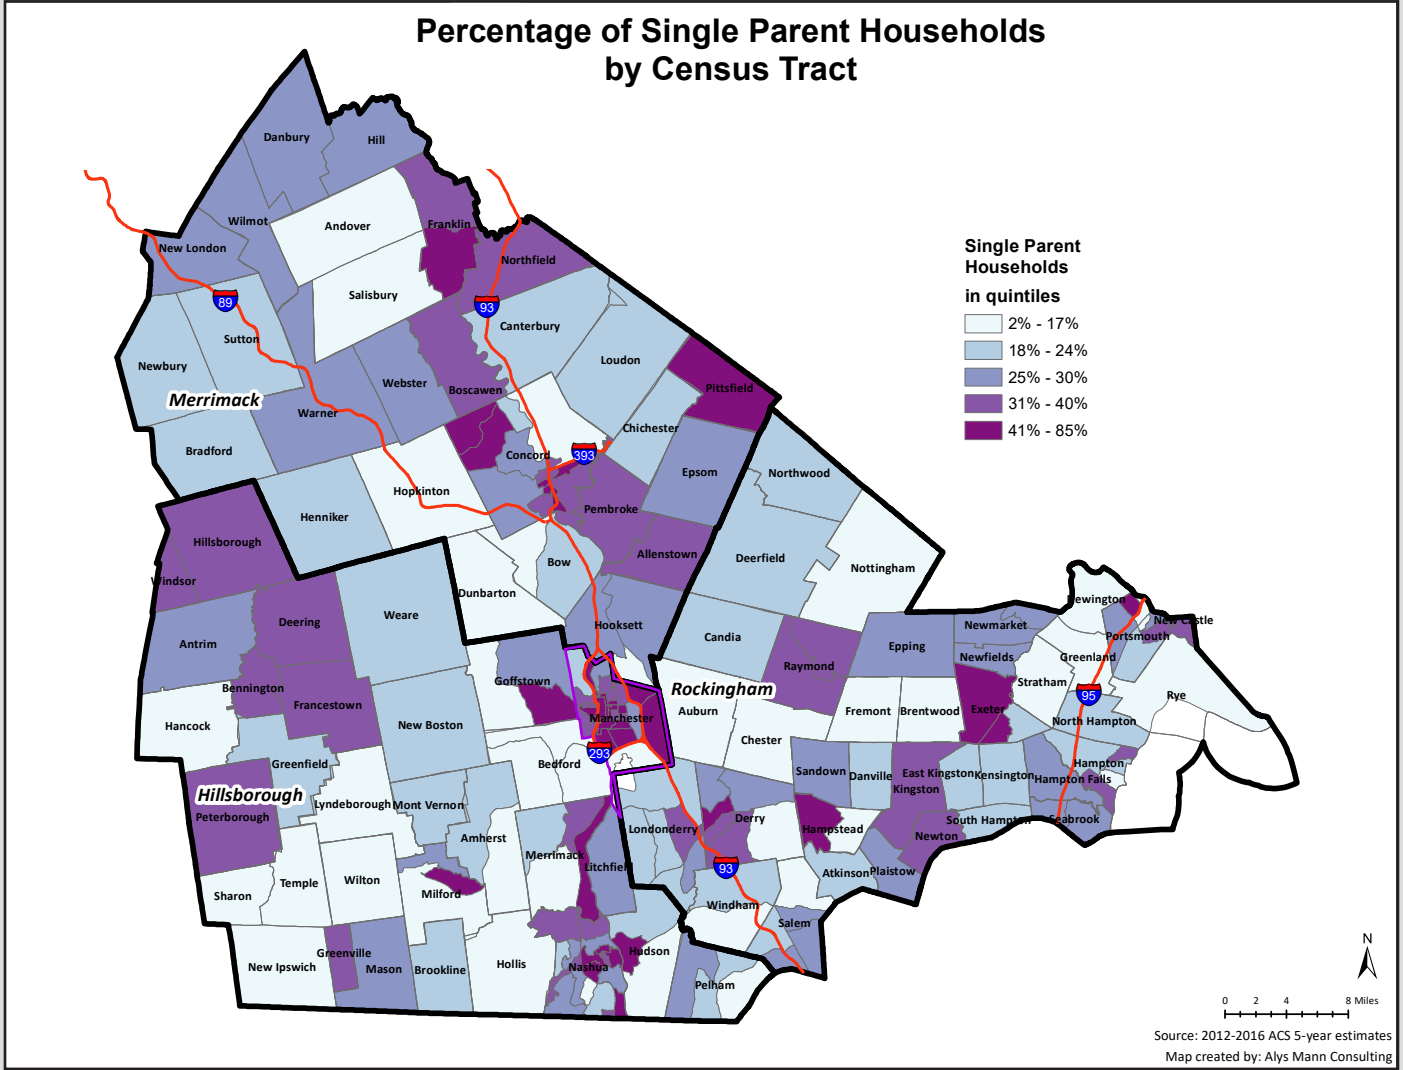 Percentage of Single Parent Households
by Census Tract
Single Parent
Households
in quintiles
2% - 17%
18% - 24%
25% - 30%
31% - 40%
41% - 85%
Danbury
Hill
Wilmot
Andover
Franklin
New London
Northfield
89
Salisbury
93
Canterbury
Sutton
Loudon
Newbury
Webster
Boscawen
Pittsfield
Merrimack
Warner
Chichester
Bradford
Concord
393
Epsom
Northwood
Hopkinton
Henniker
Pembroke
Hillsborough
Allenstown
Deerfield
Bow
Nottingham
Windsor
Dunbarton
Newington
Weare
Deering
Hooksett
New Castle
Newmarket
Portsmouth
Candia
Antrim
Epping
Newfields
Greenland
Raymond
Goffstown
Stratham
Bennington
Rockingham
95
Rye
Francestown
Auburn
Fremont
Brentwood
Exeter
Hancock
New Boston
Manchester
North Hampton
Chester
293
Bedford
Greenfield
Hampton
Sandown
Danville
East Kingston
Kensington
Hampton Falls
Kingston
Hillsborough
Lyndeborough
Mont Vernon
Peterborough
Derry
South Hampton
Seabrook
Londonderry
Hampstead
Newton
Amherst
Merrimack
Litchfield
93
Atkinson
Plaistow
Temple
Wilton
Sharon
Milford
Windham
Salem
Greenville
Hudson
New Ipswich
Mason
Brookline
Hollis
Nashua
Pelham
N
0 2 4 8 Miles
Source: 2012-2016 ACS 5-year estimates
Map created by: Alys Mann Consulting